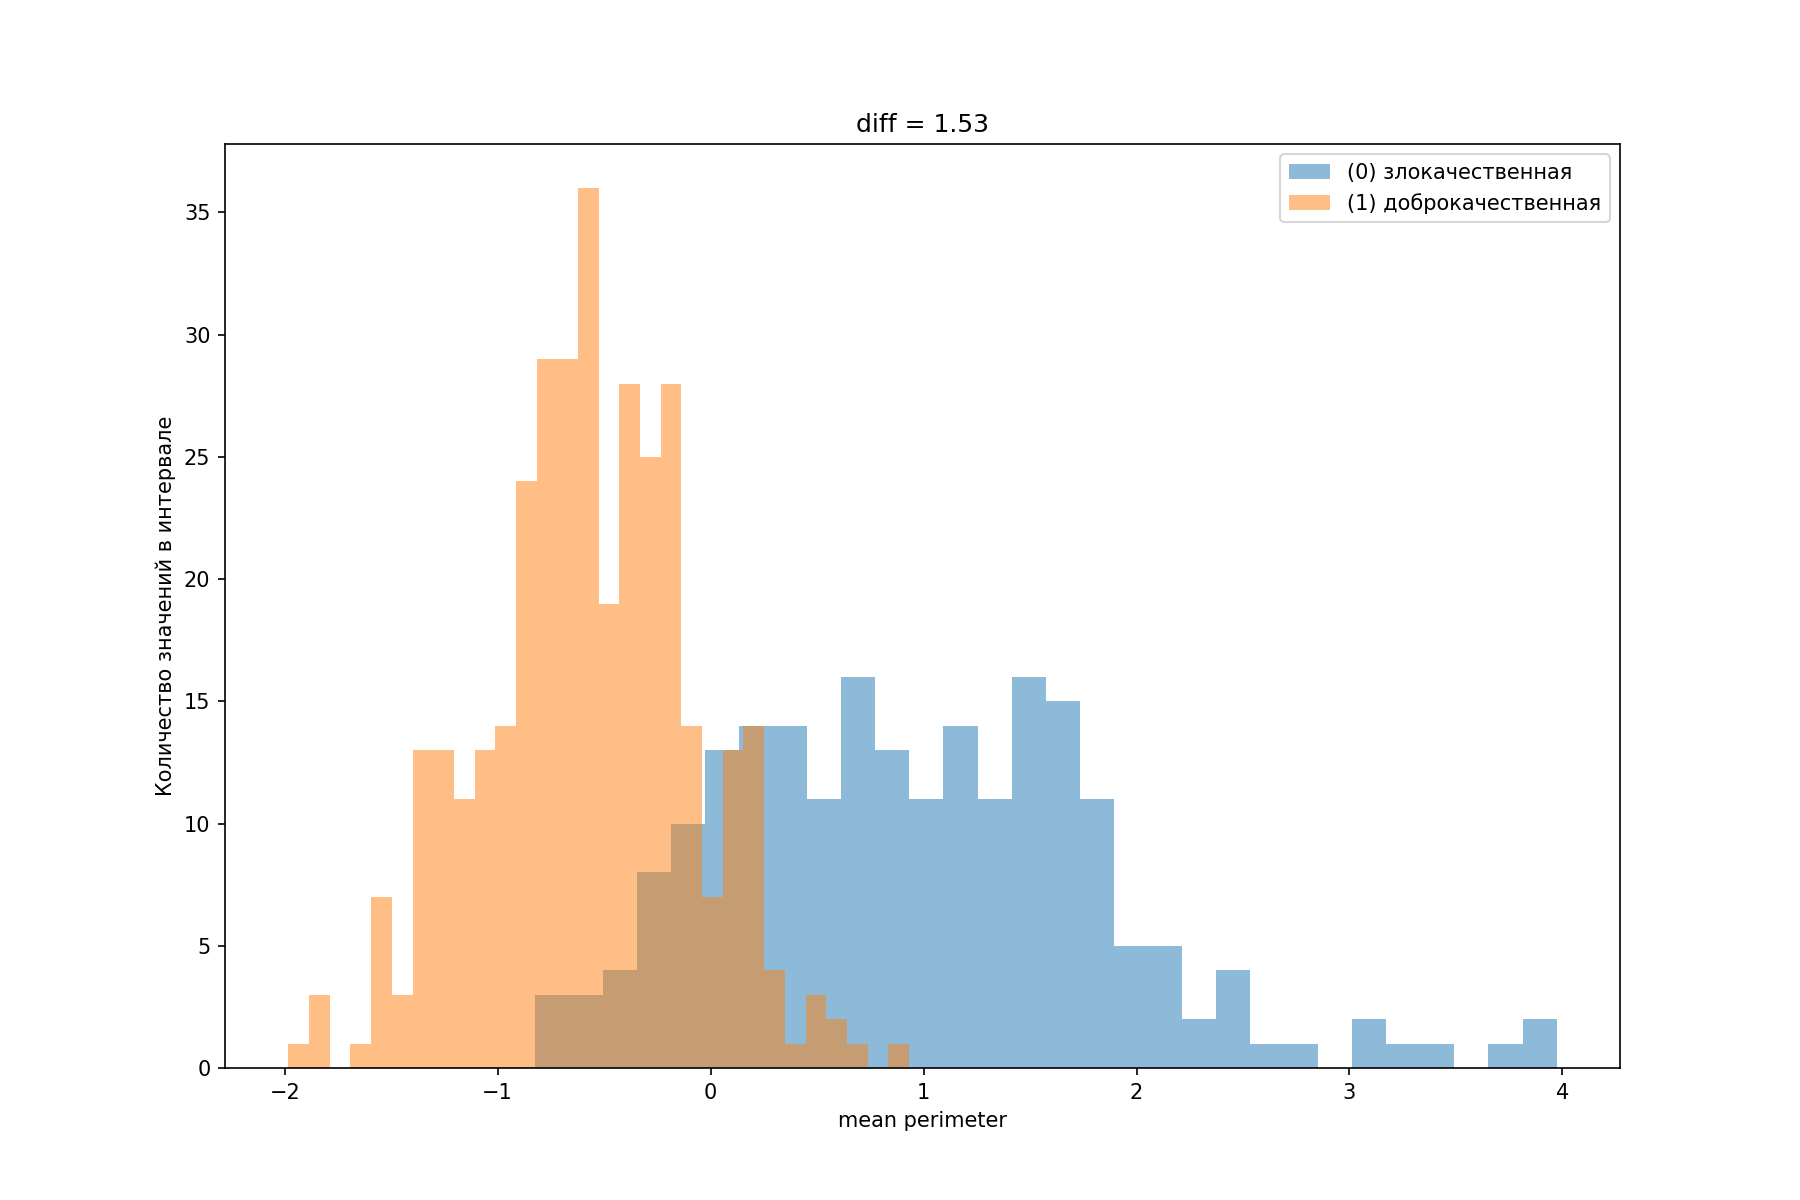 diff = 1.53
(0) злокачественная
(1) доброкачественная
Количество значений в интервале
35
30
25
20
15
10
5
0
−2 −1 0 1 2 3 4
mean perimeter